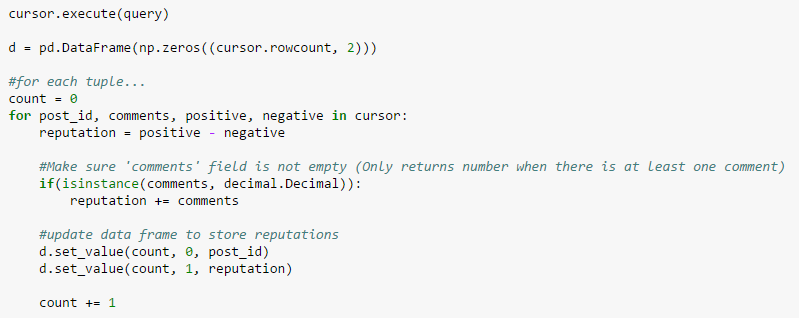 cursor.execute(query)
d = pd.DataFrame(np.zeros((cursor.rowcount, 2)))
#for each tuple...
count = 0
for post_id, comments, positive, negative in cursor:
    reputation = positive - negative
    #Make sure 'comments' field is not empty (Only returns number when there is at least one comment)
    if(isinstance(comments, decimal.Decimal)):
        reputation += comments
    #update data frame to store reputations
    d.set_value(count, 0, post_id)
    d.set_value(count, 1, reputation)
    count += 1